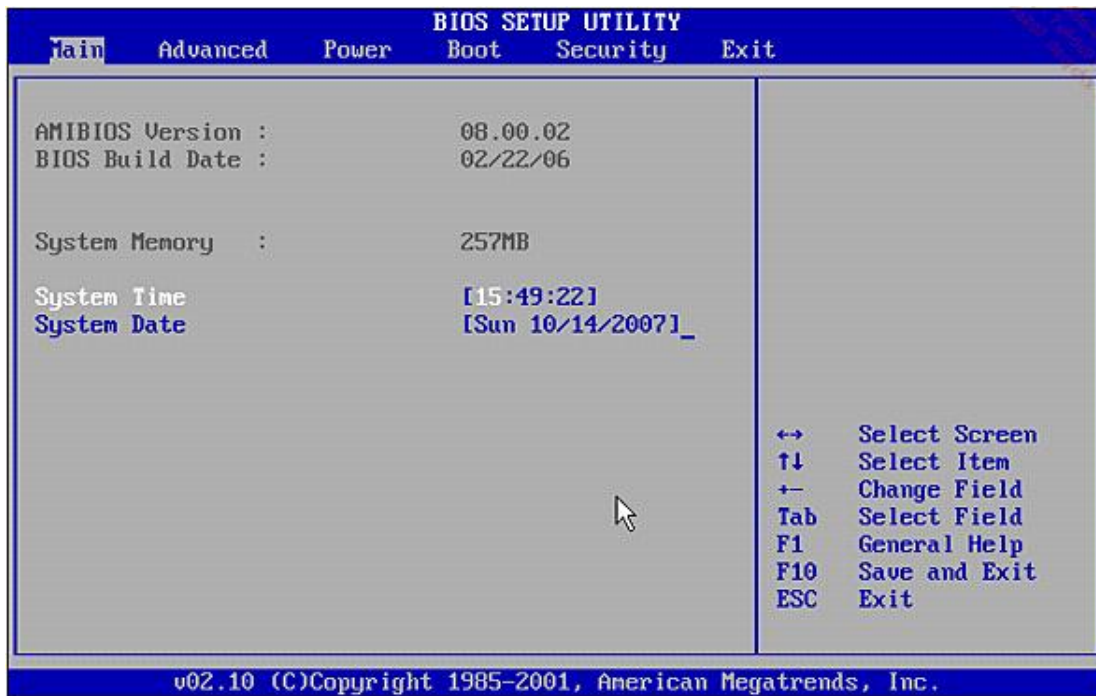 BIOS SETUP UTILITY
Main Advanced Power Boot Security Exit
AMIBIOS Version : 08.00.02
BIOS Build Date : 02/22/06
System Memory : 257MB
System Time [15:49:22]
System Date [Sun 10/14/2007]_
↔ Select Screen
↑↓ Select Item
+− Change Field
Tab Select Field
F1 General Help
F10 Save and Exit
ESC Exit
v02.10 (C)Copyright 1985-2001, American Megatrends, Inc.